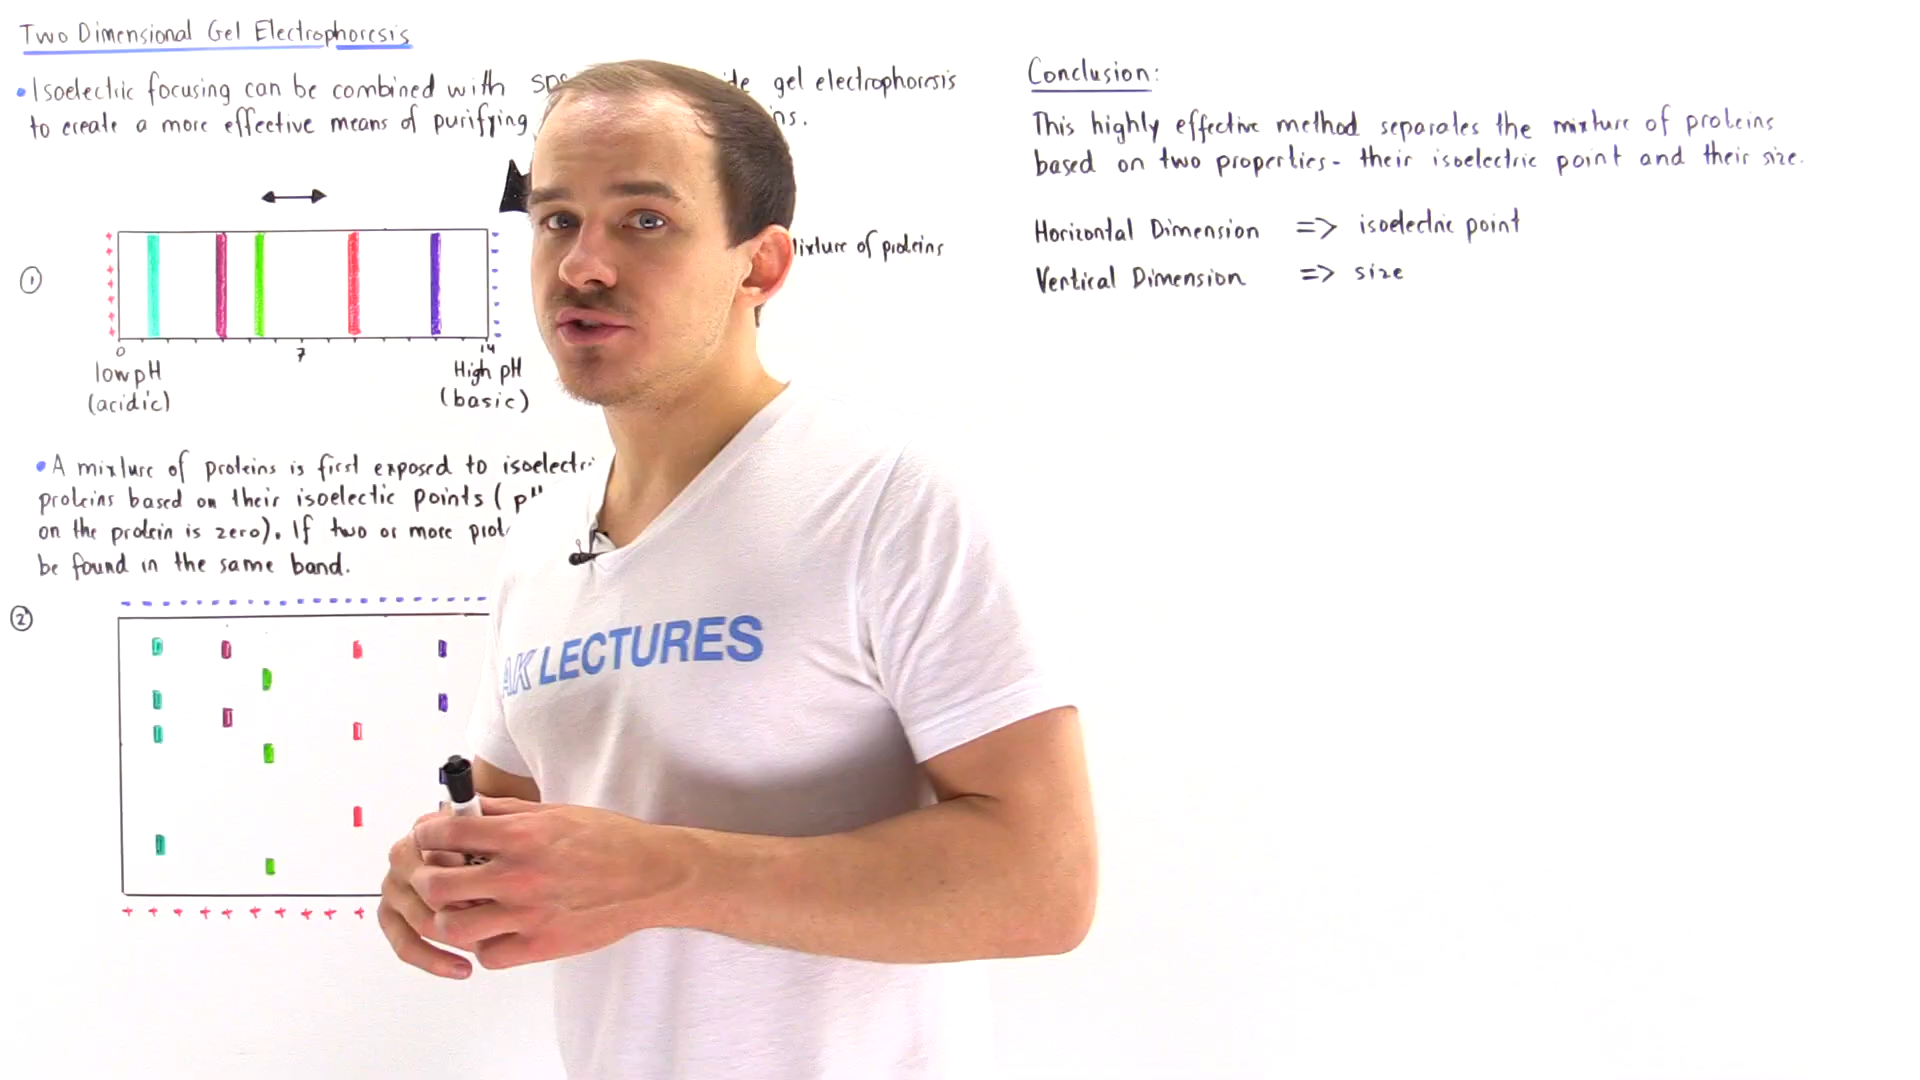 Two Dimensional Gel Electrophoresis
• Isoelectric focusing can be combined with gel electrophoresis
to create a more effective means of purifying
Mixture of proteins
①
0 7 14
low pH High pH
(acidic) (basic)
• A mixture of proteins is first exposed to
proteins based on their isoelectic points (
on the protein is zero). If two or more
be found in the same band.
②
AK LECTURES
Conclusion:
This highly effective method separates the mixture of proteins
based on two properties - their isoelectric point and their size.
Horizontal Dimension => isoelectric point
Vertical Dimension => size